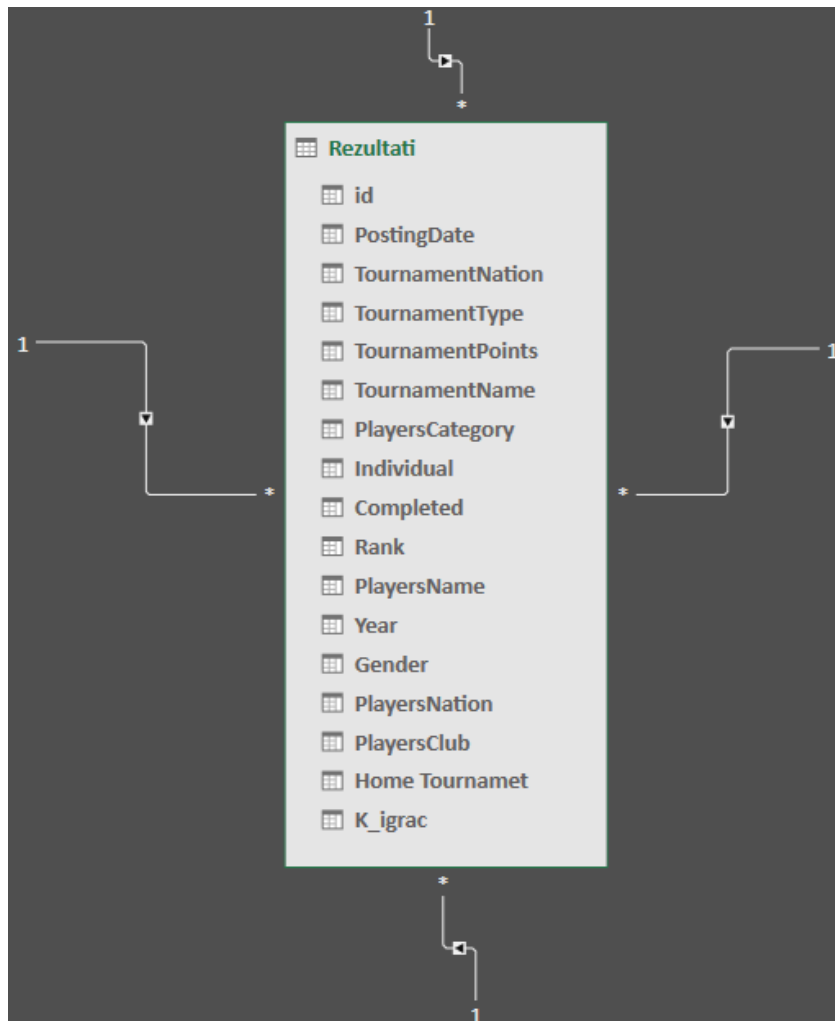 1
*
Rezultati
id
PostingDate
TournamentNation
TournamentType
1
1
TournamentPoints
TournamentName
PlayersCategory
Individual
*
*
Completed
Rank
PlayersName
Year
Gender
PlayersNation
PlayersClub
Home Tournamet
K_igrac
*
1